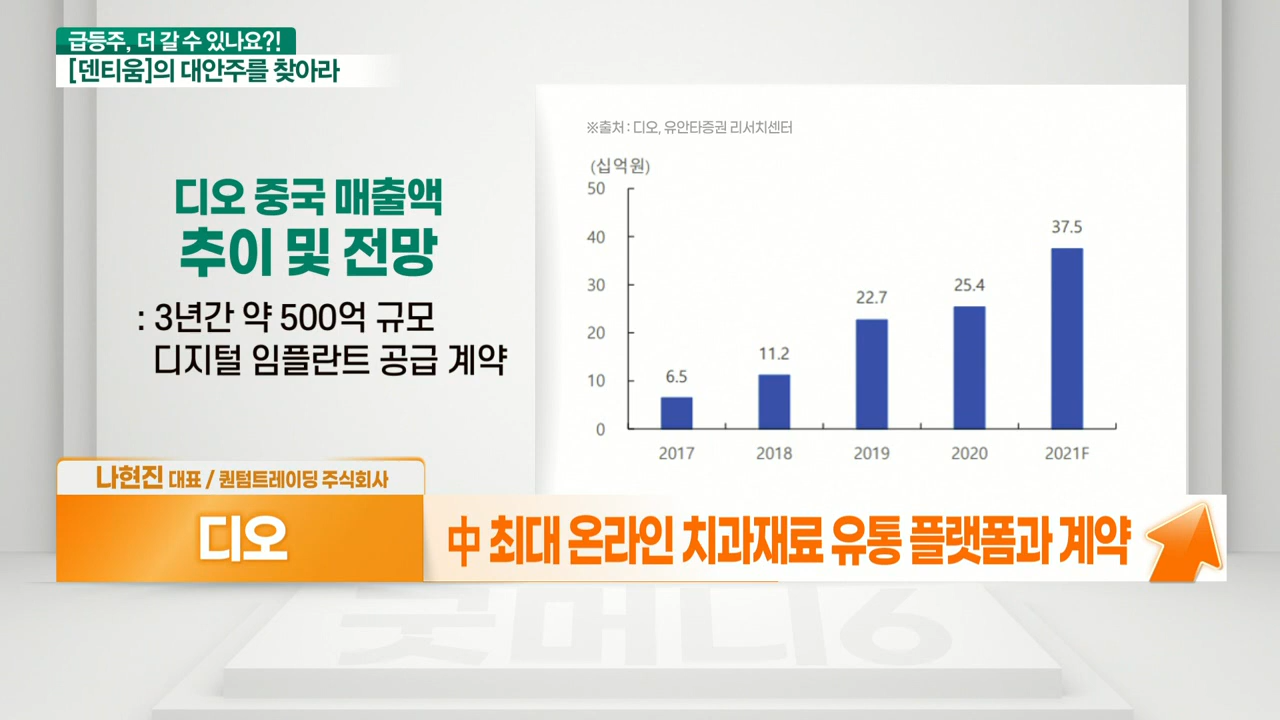 급등주, 더 갈 수 있나요?!
[덴티움]의 대안주를 찾아라
디오 중국 매출액
추이 및 전망
: 3년간 약 500억 규모
디지털 임플란트 공급 계약
※출처 : 디오, 유안타증권 리서치센터
(십억원)
50
40
30
20
10
0
6.5
11.2
22.7
25.4
37.5
2017
2018
2019
2020
2021F
나현진 대표 / 퀀텀트레이딩 주식회사
디오
中 최대 온라인 치과재료 유통 플랫폼과 계약
굿머니6